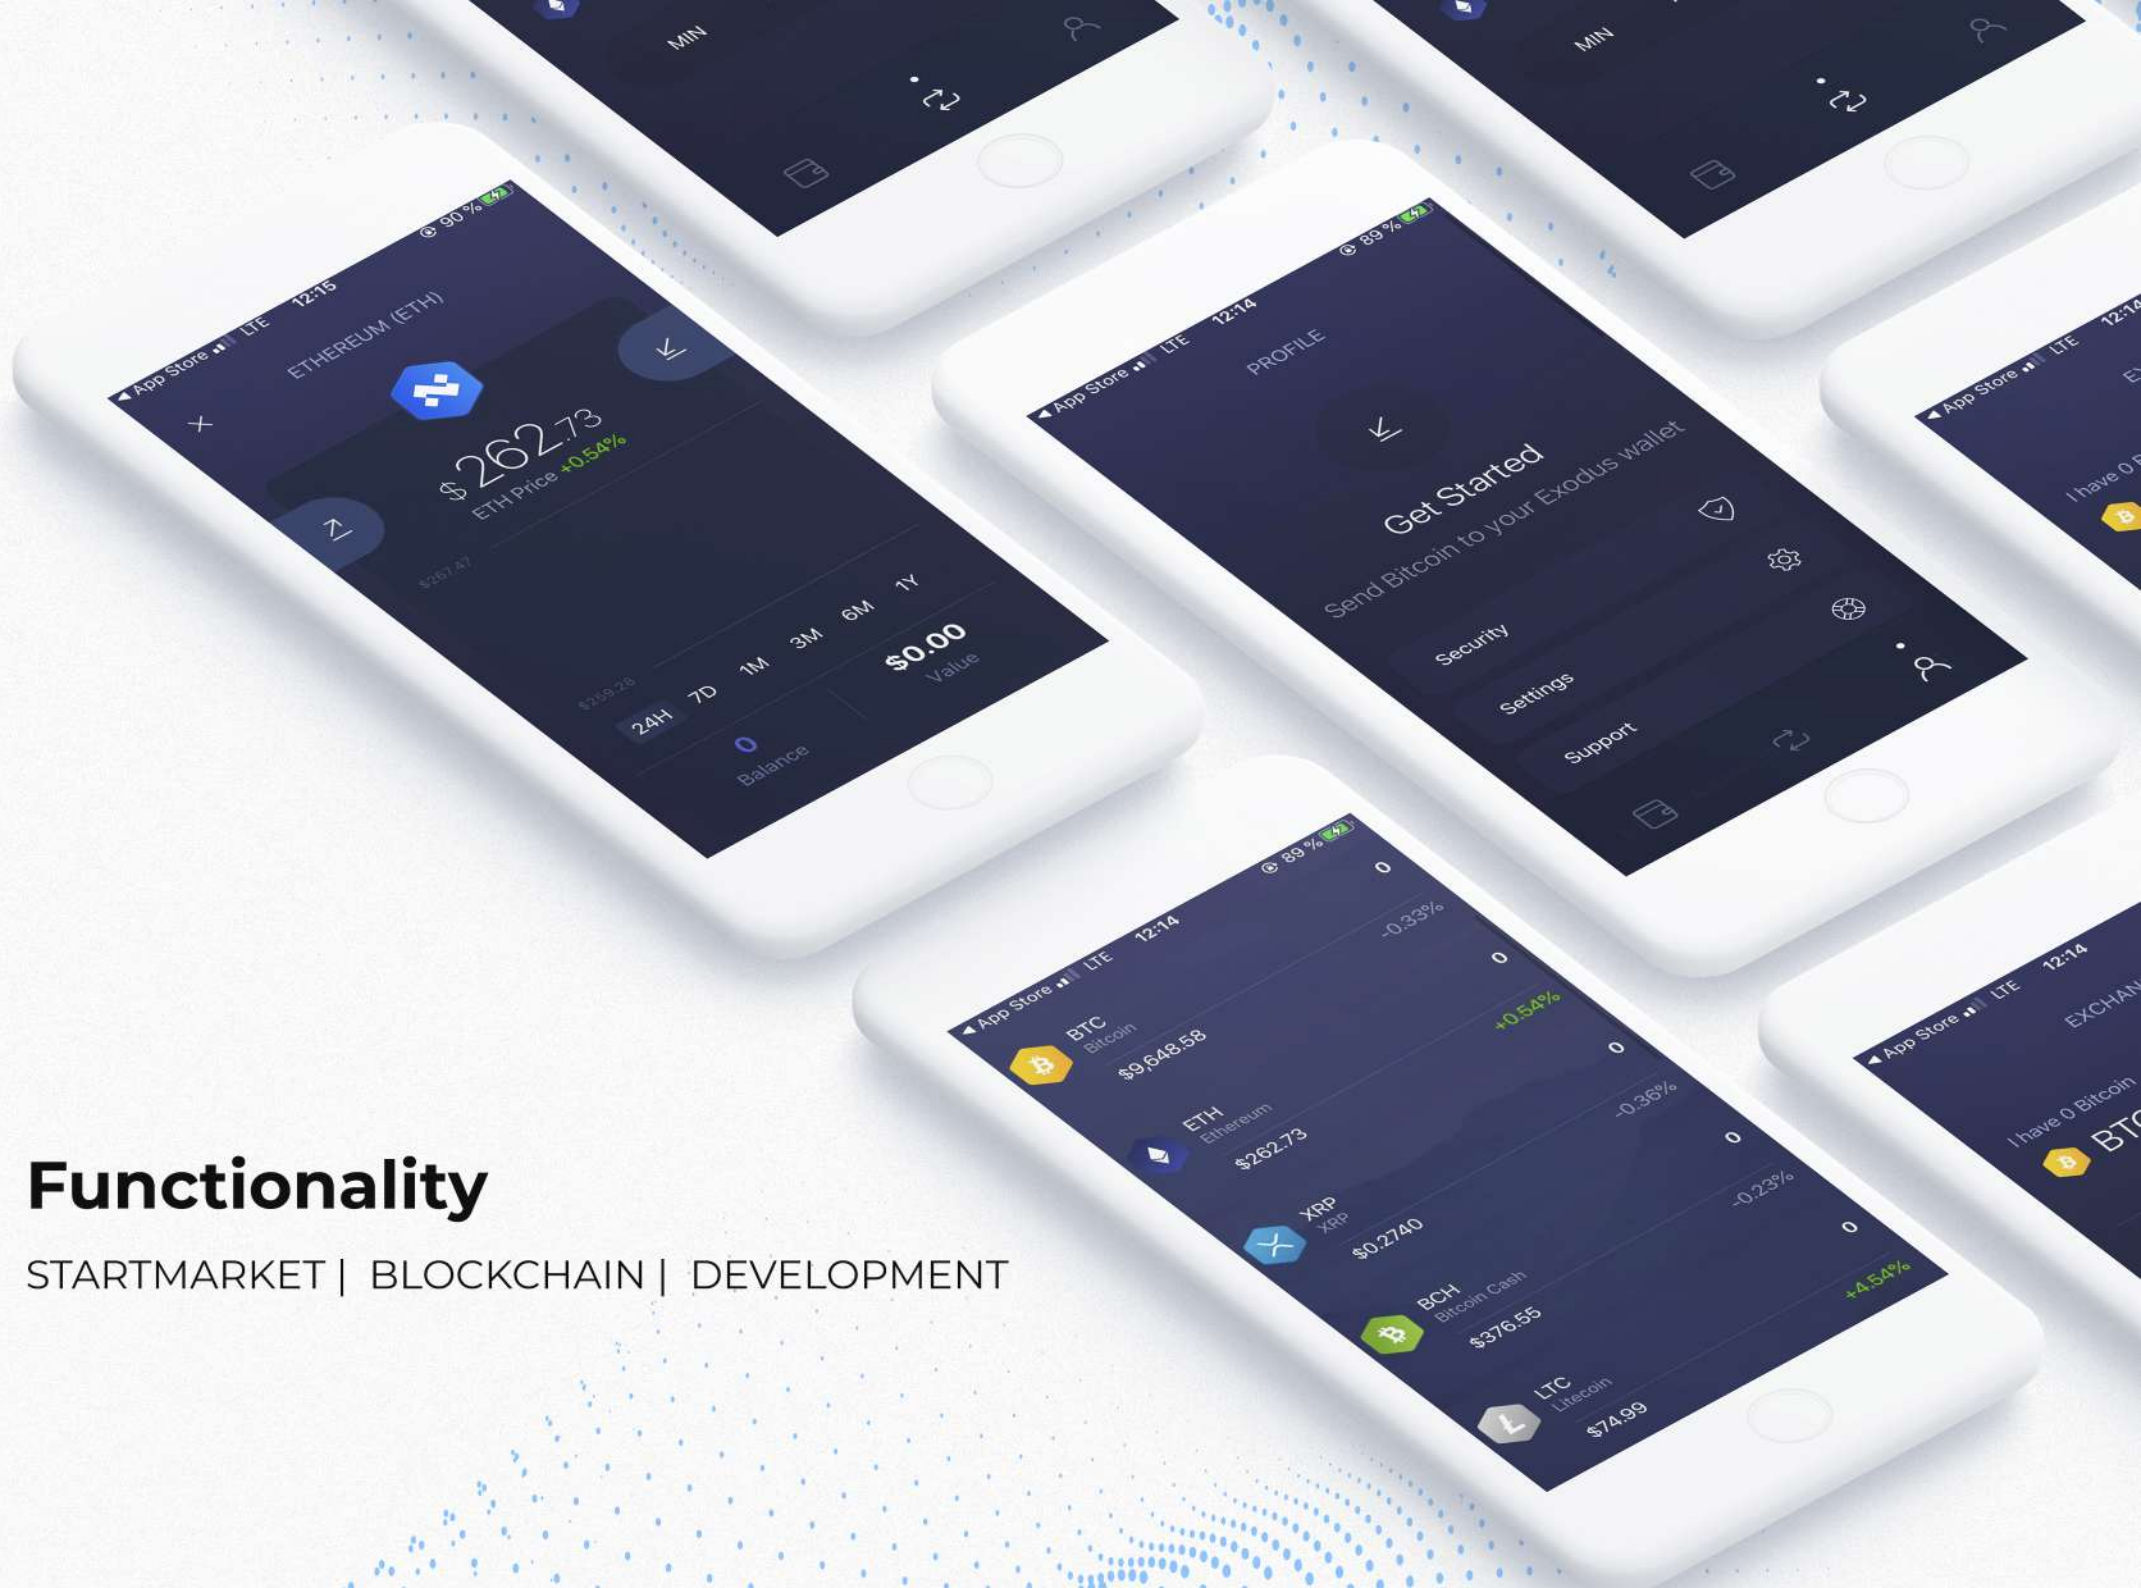 MIN
MIN
App Store LTE 12:15 90 %
ETHEREUM (ETH)
$ 262.73
ETH Price +0.54%
$267.47
$259.28
24H 7D 1M 3M 6M 1Y
0 $0.00
Balance Value
App Store LTE 12:14 89 %
PROFILE
Get Started
Send Bitcoin to your Exodus wallet
Security
Settings
Support
App Store LTE 12:14
I have 0
App Store LTE 12:14 89 %
BTC 0
Bitcoin
$9,648.58 -0.33%
ETH 0
Ethereum
$262.73 +0.54%
XRP 0
XRP
$0.2740 -0.36%
BCH 0
Bitcoin Cash
$376.55 -0.23%
LTC 0
Litecoin
$74.99 +4.54%
App Store LTE 12:14
EXCHAN
I have 0 Bitcoin
BTC
Functionality
STARTMARKET | BLOCKCHAIN | DEVELOPMENT